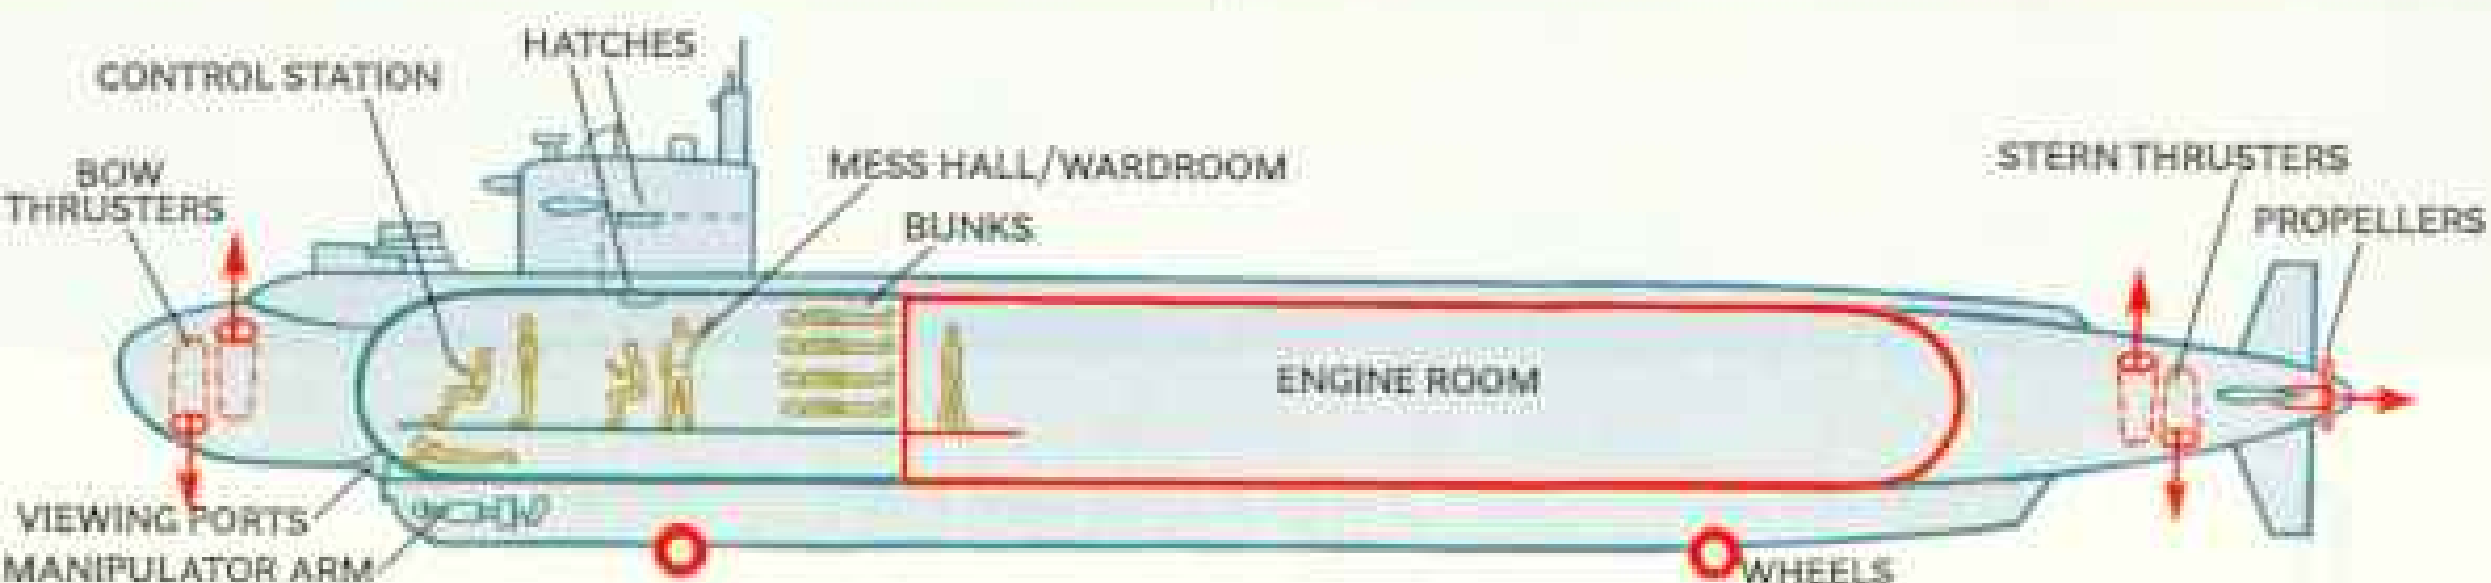 HATCHES
CONTROL STATION
BOW
THRUSTERS
MESS HALL/WARDROOM
BUNKS
STERN THRUSTERS
PROPELLERS
ENGINE ROOM
VIEWING PORTS
MANIPULATOR ARM
WHEELS